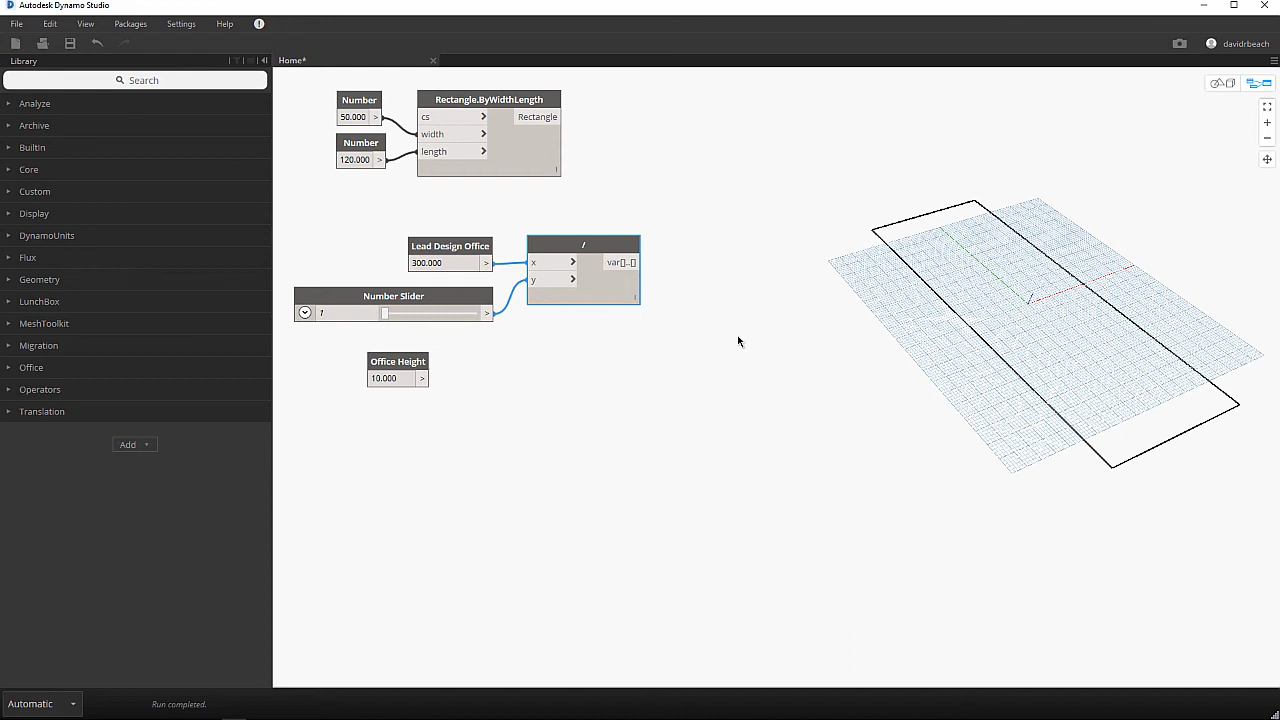 Autodesk Dynamo Studio
File Edit View Packages Settings Help
davidrbeach
Library
Home*
Search
Analyze
Archive
BuiltIn
Core
Custom
Display
DynamoUnits
Flux
Geometry
LunchBox
MeshToolkit
Migration
Office
Operators
Translation
Add
Number
50.000 >
Number
120.000 >
Rectangle.ByWidthLength
cs > Rectangle
width >
length >
Lead Design Office
300.000 >
/
x > var[]..[]
y >
Number Slider
1 >
Office Height
10.000 >
Automatic
Run completed.